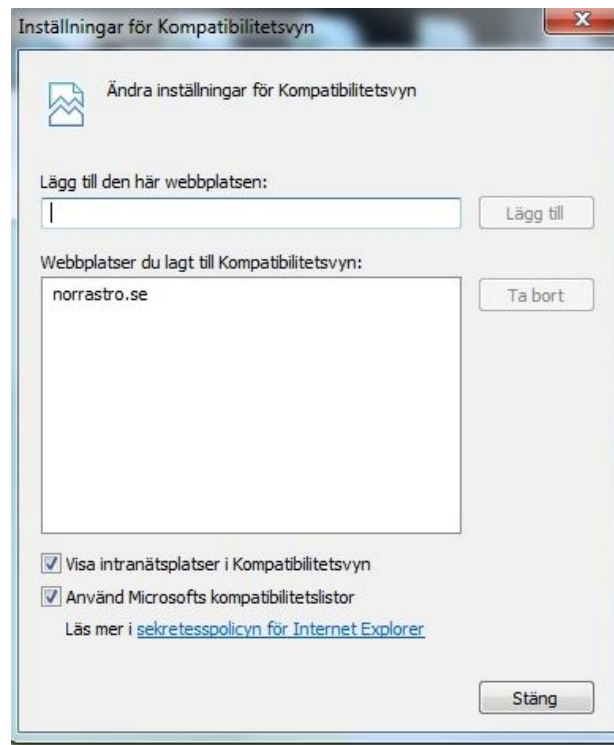 Inställningar för Kompatibilitetsvyn
Ändra inställningar för Kompatibilitetsvyn
Lägg till den här webbplatsen:
Lägg till
Webbplatser du lagt till Kompatibilitetsvyn:
norrastro.se
Ta bort
Visa intranätsplatser i Kompatibilitetsvyn
Använd Microsofts kompatibilitetslistor
Läs mer i sekretesspolicyn för Internet Explorer
Stäng